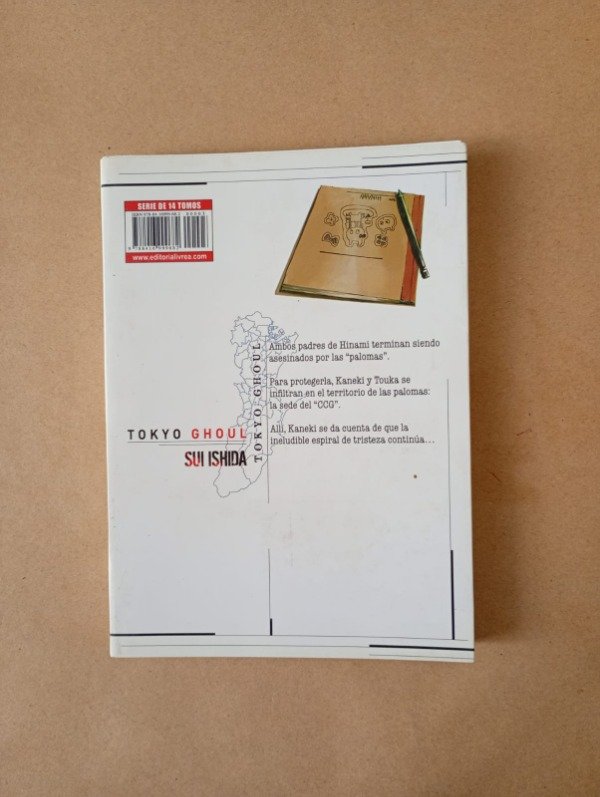 SERIE DE 14 TOMOS
www.editorialivrea.com
Ambos padres de Hinami terminan siendo
asesinados por las “palomas”.
Para protegerla, Kaneki y Touka se
infiltran en el territorio de las palomas:
la sede del “CCG”.
Allí, Kaneki se da cuenta de que la
ineludible espiral de tristeza continúa...
TOKYO GHOUL
TOKYO GHOUL
SUI ISHIDA